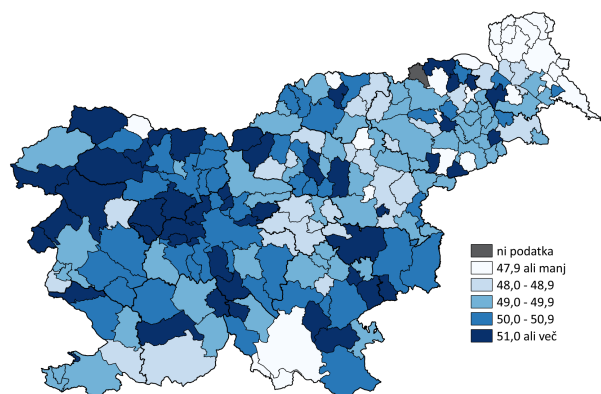 ni podatka
47,9 ali manj
48,0 - 48,9
49,0 - 49,9
50,0 - 50,9
51,0 ali več